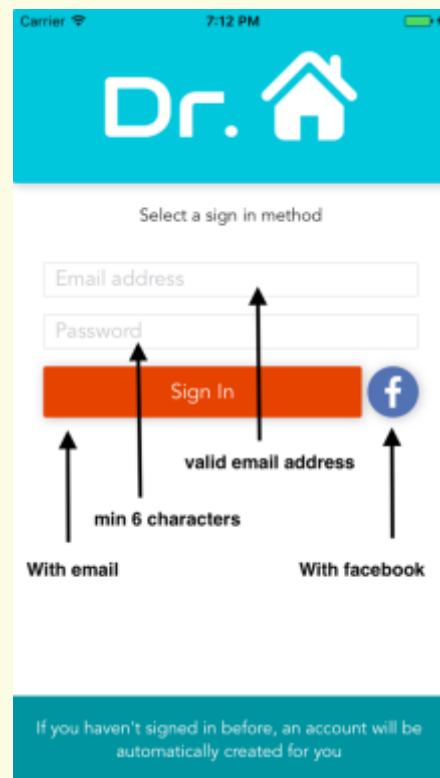 Carrier 7:12 PM
Dr.
Select a sign in method
Email address
Password
Sign In f
valid email address
min 6 characters
With email With facebook
If you haven't signed in before, an account will be
automatically created for you